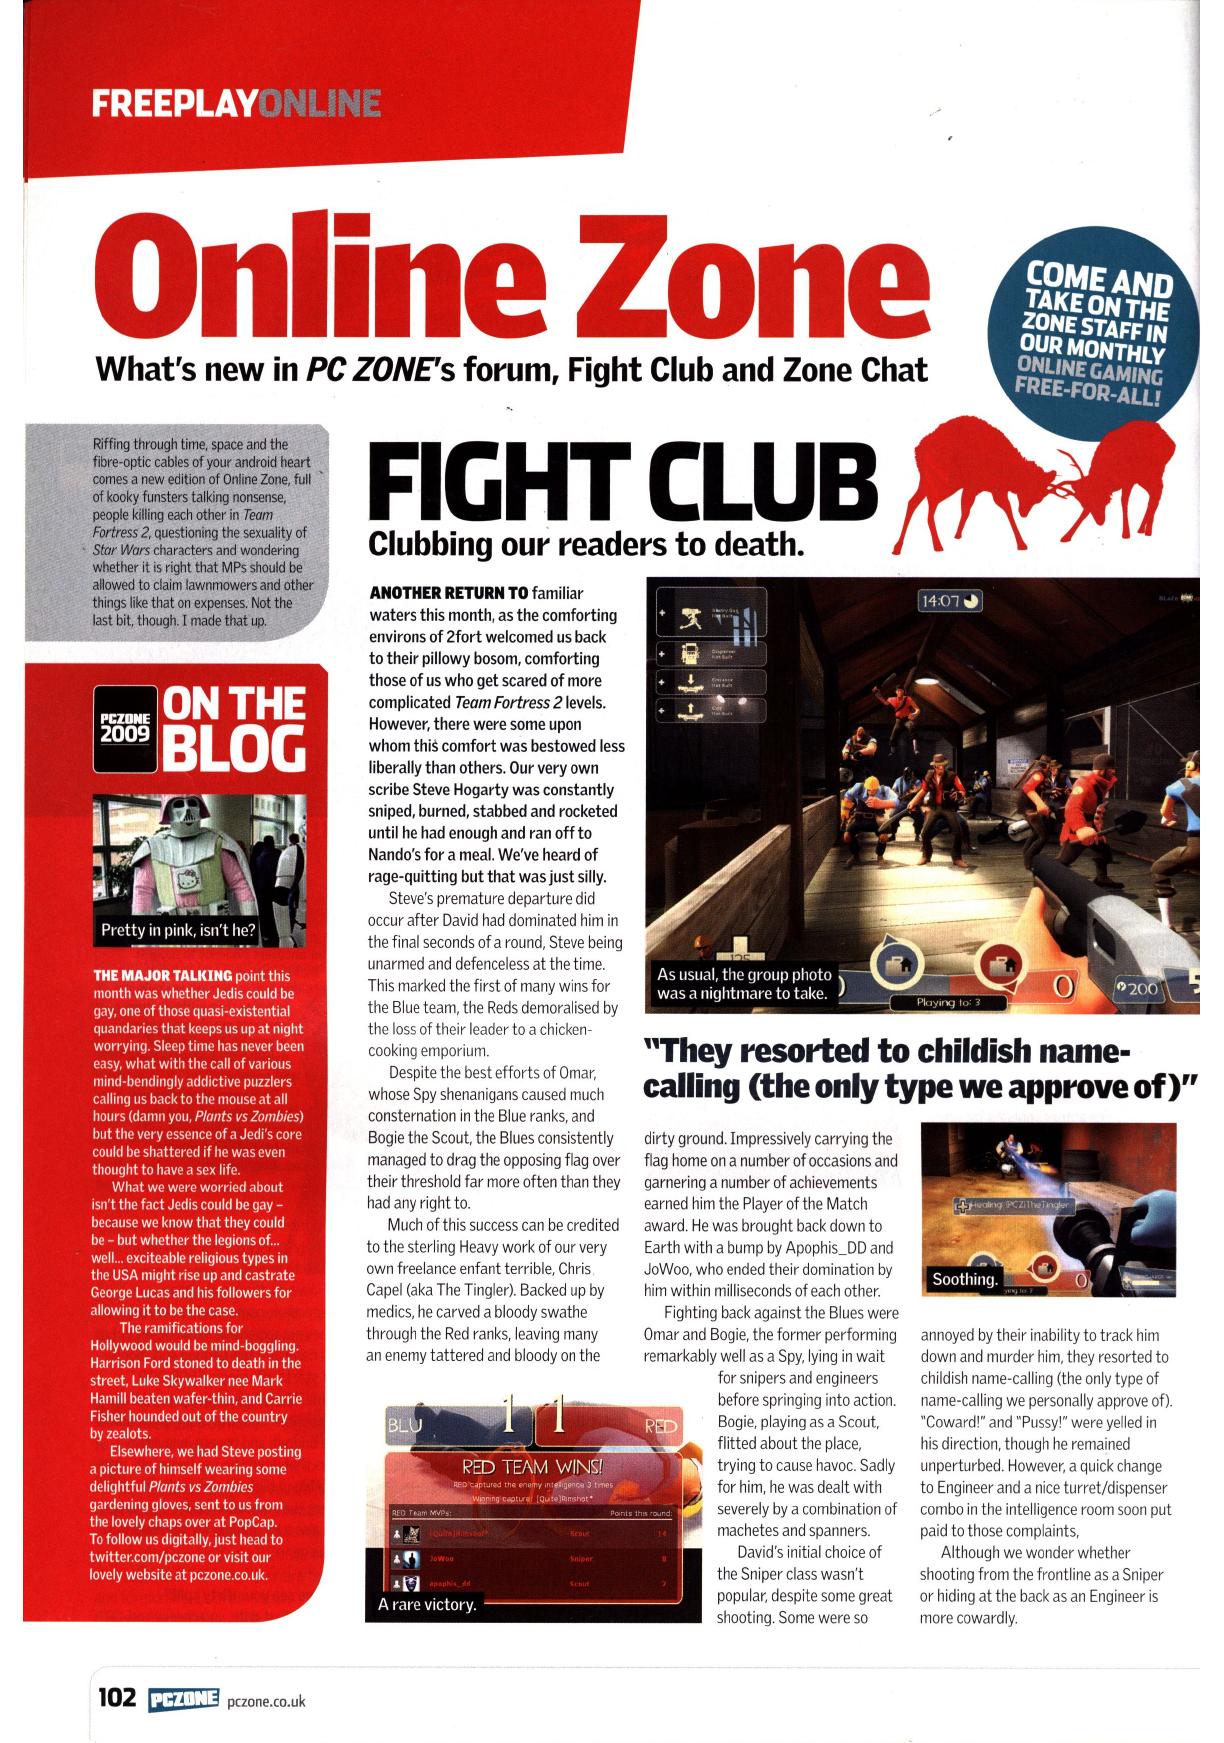 FREEPLAYONLINE
Online Zone
What's new in PC ZONE's forum, Fight Club and Zone Chat
COME AND
TAKE ON THE
ZONE STAFF IN
OUR MONTHLY
ONLINE GAMING
FREE-FOR-ALL!
Riffing through time, space and the
fibre-optic cables of your android heart
comes a new edition of Online Zone, full
of kooky funsters talking nonsense,
people killing each other in Team
Fortress 2, questioning the sexuality of
Star Wars characters and wondering
whether it is right that MPs should be
allowed to claim lawnmowers and other
things like that on expenses. Not the
last bit, though. I made that up.
PCZONE
2009
ON THE
BLOG
Pretty in pink, isn't he?
THE MAJOR TALKING point this
month was whether Jedis could be
gay, one of those quasi-existential
quandaries that keeps us up at night
worrying. Sleep time has never been
easy, what with the call of various
mind-bendingly addictive puzzlers
calling us back to the mouse at all
hours (damn you, Plants vs Zombies)
but the very essence of a Jedi's core
could be shattered if he was even
thought to have a sex life.
What we were worried about
isn't the fact Jedis could be gay –
because we know that they could
be – but whether the legions of...
well... exciteable religious types in
the USA might rise up and castrate
George Lucas and his followers for
allowing it to be the case.
The ramifications for
Hollywood would be mind-boggling.
Harrison Ford stoned to death in the
street, Luke Skywalker nee Mark
Hamill beaten wafer-thin, and Carrie
Fisher hounded out of the country
by zealots.
Elsewhere, we had Steve posting
a picture of himself wearing some
delightful Plants vs Zombies
gardening gloves, sent to us from
the lovely chaps over at PopCap.
To follow us digitally, just head to
twitter.com/pczone or visit our
lovely website at pczone.co.uk.
FIGHT CLUB
Clubbing our readers to death.
ANOTHER RETURN TO familiar
waters this month, as the comforting
environs of 2fort welcomed us back
to their pillowy bosom, comforting
those of us who get scared of more
complicated Team Fortress 2 levels.
However, there were some upon
whom this comfort was bestowed less
liberally than others. Our very own
scribe Steve Hogarty was constantly
sniped, burned, stabbed and rocketed
until he had enough and ran off to
Nando's for a meal. We've heard of
rage-quitting but that was just silly.
Steve's premature departure did
occur after David had dominated him in
the final seconds of a round, Steve being
unarmed and defenceless at the time.
This marked the first of many wins for
the Blue team, the Reds demoralised by
the loss of their leader to a chicken-
cooking emporium.
Despite the best efforts of Omar,
whose Spy shenanigans caused much
consternation in the Blue ranks, and
Bogie the Scout, the Blues consistently
managed to drag the opposing flag over
their threshold far more often than they
had any right to.
Much of this success can be credited
to the sterling Heavy work of our very
own freelance enfant terrible, Chris
Capel (aka The Tingler). Backed up by
medics, he carved a bloody swathe
through the Red ranks, leaving many
an enemy tattered and bloody on the
BLU 1 1 RED
RED TEAM WINS!
RED captured the enemy intelligence 3 times
Winning capture: [Quite]Rimshot*
RED Team MVPs: Points this round:
[Quite]Rimshot* Scout 14
JoWoo Sniper 8
apophis_dd Scout 7
A rare victory.
14:07
Dispenser
Not Built
125
Playing to: 3
0
200
5
As usual, the group photo
was a nightmare to take.
"They resorted to childish name-
calling (the only type we approve of)"
dirty ground. Impressively carrying the
flag home on a number of occasions and
garnering a number of achievements
earned him the Player of the Match
award. He was brought back down to
Earth with a bump by Apophis_DD and
JoWoo, who ended their domination by
him within milliseconds of each other.
Fighting back against the Blues were
Omar and Bogie, the former performing
remarkably well as a Spy, lying in wait
for snipers and engineers
before springing into action.
Bogie, playing as a Scout,
flitted about the place,
trying to cause havoc. Sadly
for him, he was dealt with
severely by a combination of
machetes and spanners.
David's initial choice of
the Sniper class wasn't
popular, despite some great
shooting. Some were so
Healing: [PCZ]TheTingler
0
Soothing.
annoyed by their inability to track him
down and murder him, they resorted to
childish name-calling (the only type of
name-calling we personally approve of).
"Coward!" and "Pussy!" were yelled in
his direction, though he remained
unperturbed. However, a quick change
to Engineer and a nice turret/dispenser
combo in the intelligence room soon put
paid to those complaints,
Although we wonder whether
shooting from the frontline as a Sniper
or hiding at the back as an Engineer is
more cowardly.
102 PCZONE pczone.co.uk